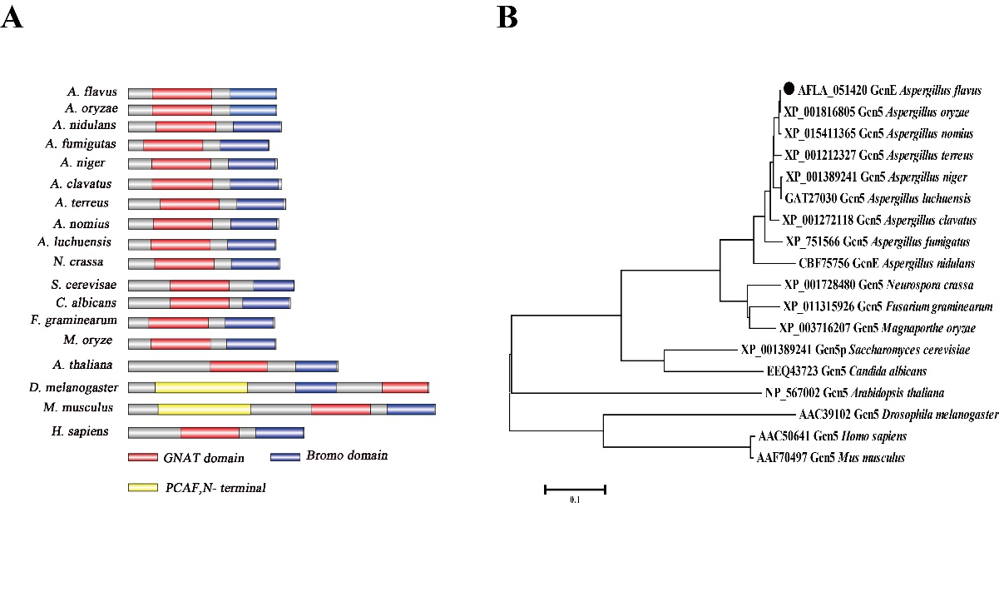 A
A. flavus
A. oryzae
A. nidulans
A. fumigutas
A. niger
A. clavatus
A. terreus
A. nomius
A. luchuensis
N. crassa
S. cerevisae
C. albicans
F. graminearum
M. oryze
A. thaliana
D. melanogaster
M. musculus
H. sapiens
GNAT domain
Bromo domain
PCAF,N- terminal
B
AFLA_051420 GcnE Aspergillus flavus
XP_001816805 Gcn5 Aspergillus oryzae
XP_015411365 Gcn5 Aspergillus nomius
XP_001212327 Gcn5 Aspergillus terreus
XP_001389241 Gcn5 Aspergillus niger
GAT27030 Gcn5 Aspergillus luchuensis
XP_001272118 Gcn5 Aspergillus clavatus
XP_751566 Gcn5 Aspergillus fumigatus
CBF75756 GcnE Aspergillus nidulans
XP_001728480 Gcn5 Neurospora crassa
XP_011315926 Gcn5 Fusarium graminearum
XP_003716207 Gcn5 Magnaporthe oryzae
XP_001389241 Gcn5p Saccharomyces cerevisiae
EEQ43723 Gcn5 Candida albicans
NP_567002 Gcn5 Arabidopsis thaliana
AAC39102 Gcn5 Drosophila melanogaster
AAC50641 Gcn5 Homo sapiens
AAF70497 Gcn5 Mus musculus
0.1